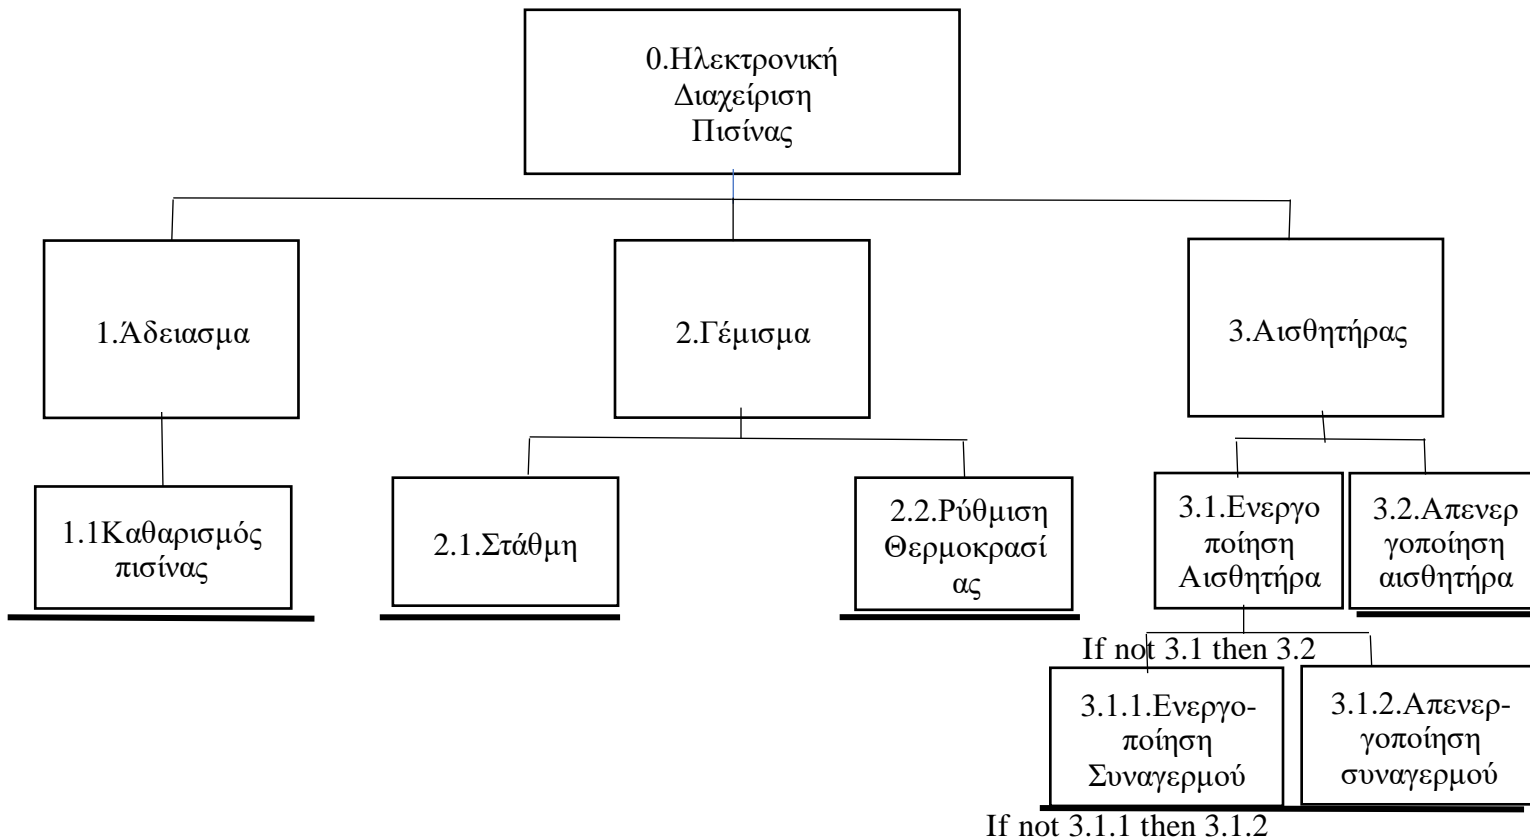 0.Ηλεκτρονική
Διαχείριση
Πισίνας
1.Άδειασμα
2.Γέμισμα
3.Αισθητήρας
1.1Καθαρισμός
πισίνας
2.1.Στάθμη
2.2.Ρύθμιση
Θερμοκρασί
ας
3.1.Ενεργο
ποίηση
Αισθητήρα
3.2.Απενερ
γοποίηση
αισθητήρα
If not 3.1 then 3.2
3.1.1.Ενεργο-
ποίηση
Συναγερμού
3.1.2.Απενερ-
γοποίηση
συναγερμού
If not 3.1.1 then 3.1.2